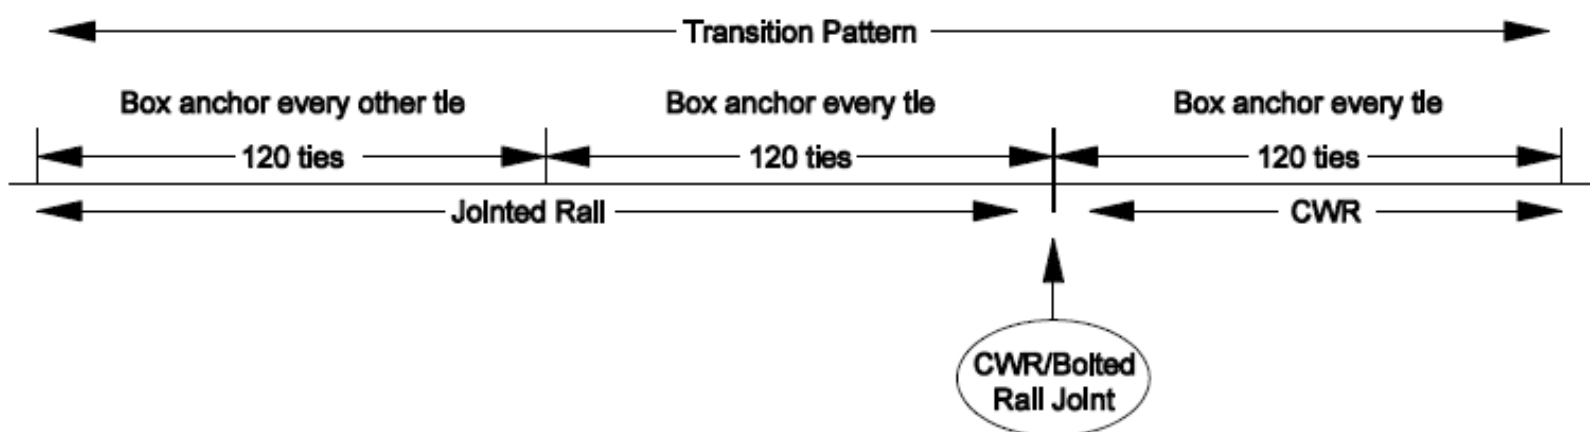 Transition Pattern
Box anchor every other tie
Box anchor every tie
Box anchor every tie
120 ties
120 ties
120 ties
Jointed Rail
CWR
CWR/Bolted
Rail Joint